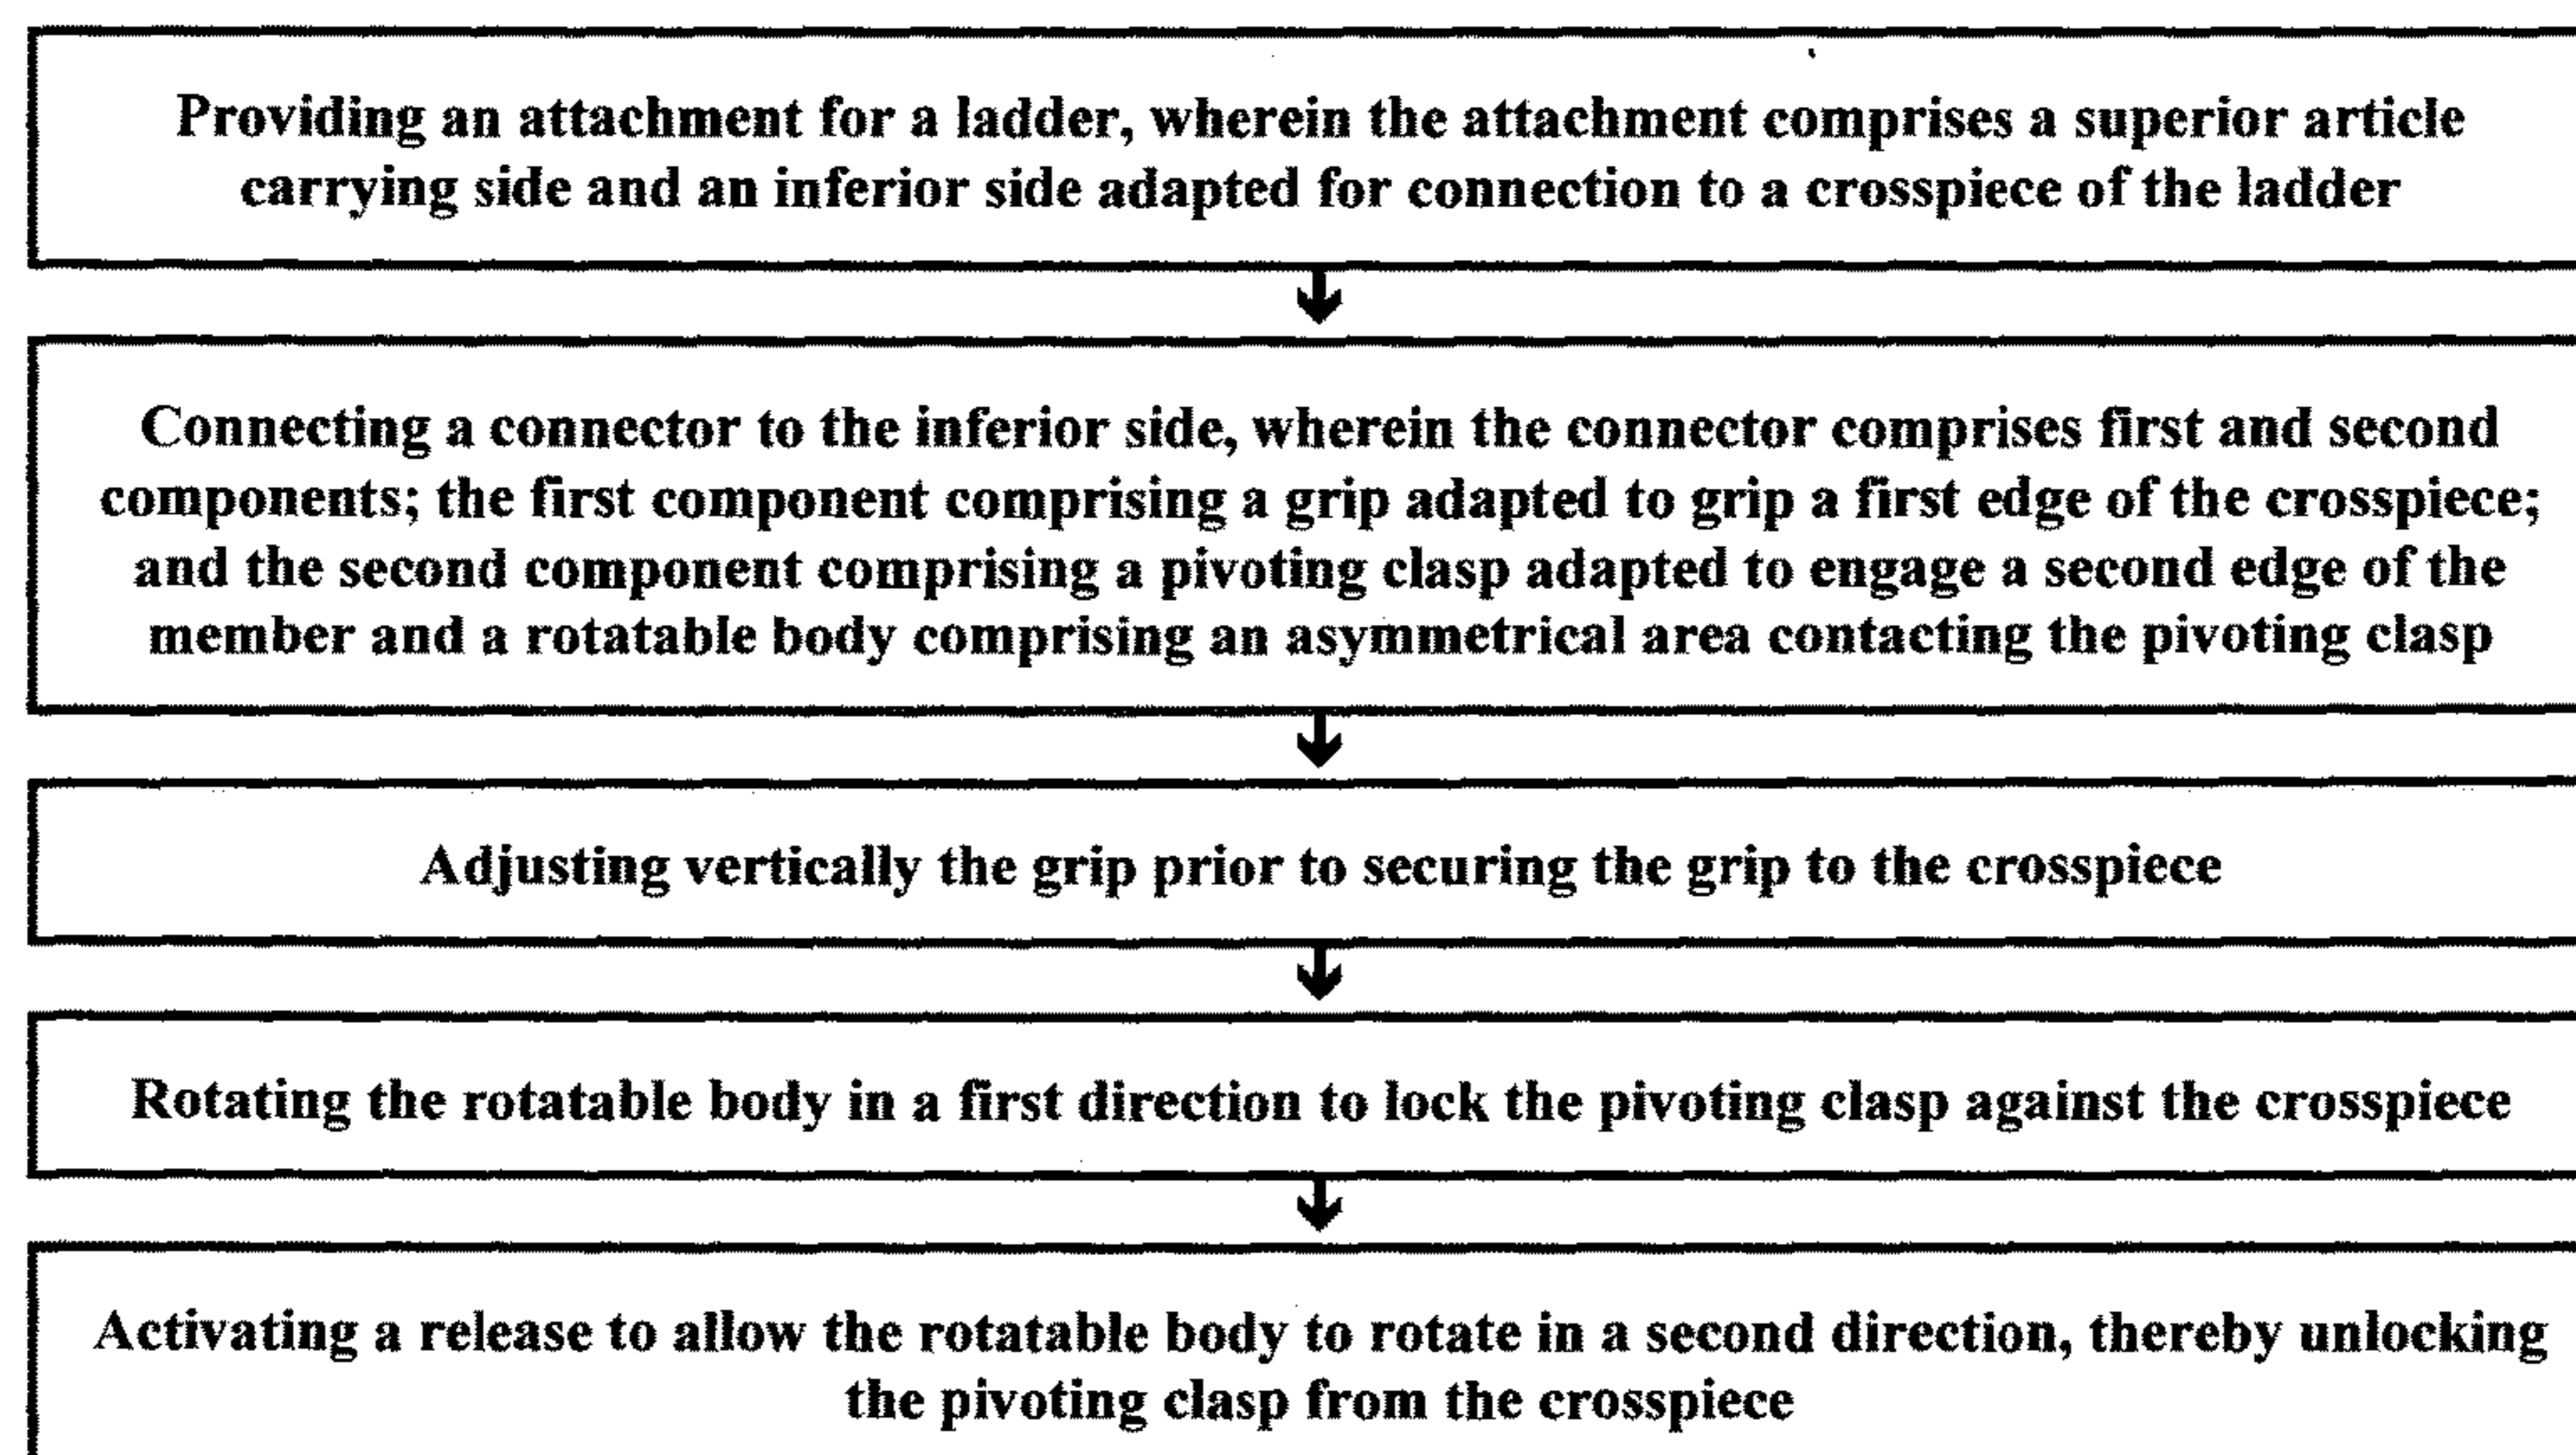 Providing an attachment for a ladder, wherein the attachment comprises a superior article
carrying side and an inferior side adapted for connection to a crosspiece of the ladder
Connecting a connector to the inferior side, wherein the connector comprises first and second
components; the first component comprising a grip adapted to grip a first edge of the crosspiece;
and the second component comprising a pivoting clasp adapted to engage a second edge of the
member and a rotatable body comprising an asymmetrical area contacting the pivoting clasp
Adjusting vertically the grip prior to securing the grip to the crosspiece
Rotating the rotatable body in a first direction to lock the pivoting clasp against the crosspiece
Activating a release to allow the rotatable body to rotate in a second direction, thereby unlocking
the pivoting clasp from the crosspiece